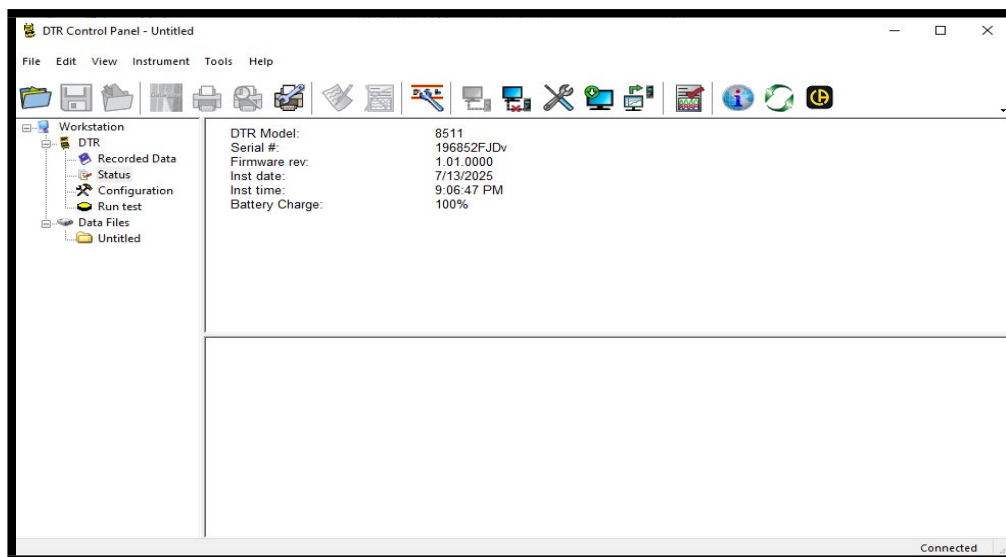 DTR Control Panel - Untitled
File Edit View Instrument Tools Help
Workstation
DTR
Recorded Data
Status
Configuration
Run test
Data Files
Untitled
DTR Model: 8511
Serial #: 196852FJDv
Firmware rev: 1.01.0000
Inst date: 7/13/2025
Inst time: 9:06:47 PM
Battery Charge: 100%
Connected